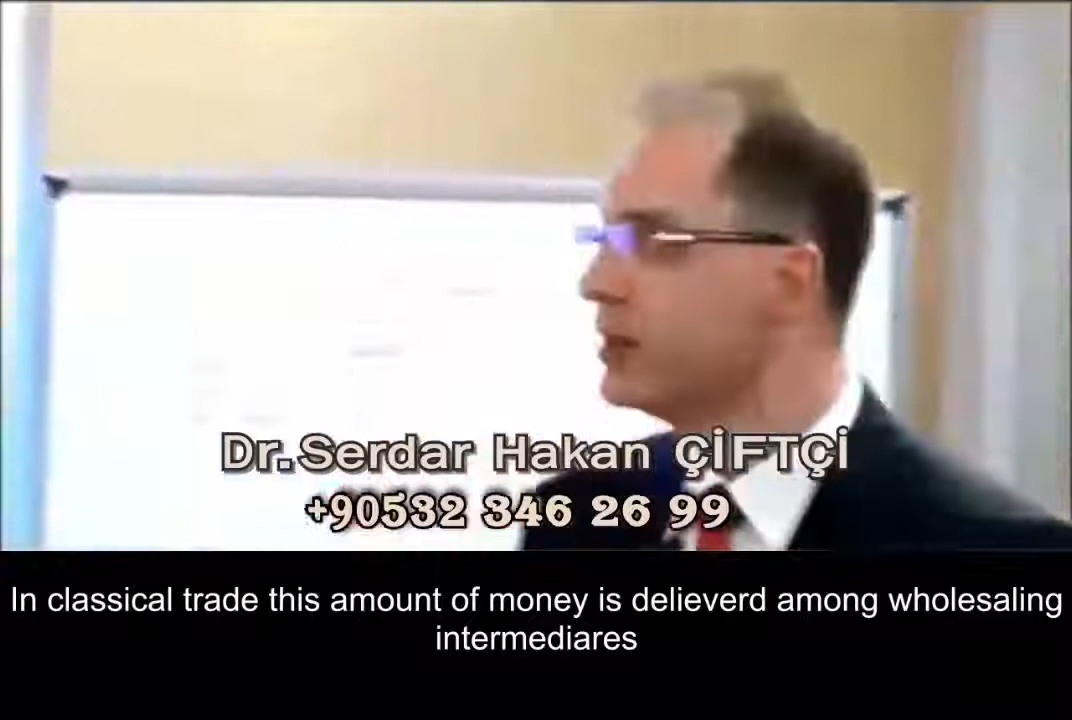 Dr. Serdar Hakan ÇİFTÇİ
+90532 346 26 99
In classical trade this amount of money is delieverd among wholesaling
intermediares